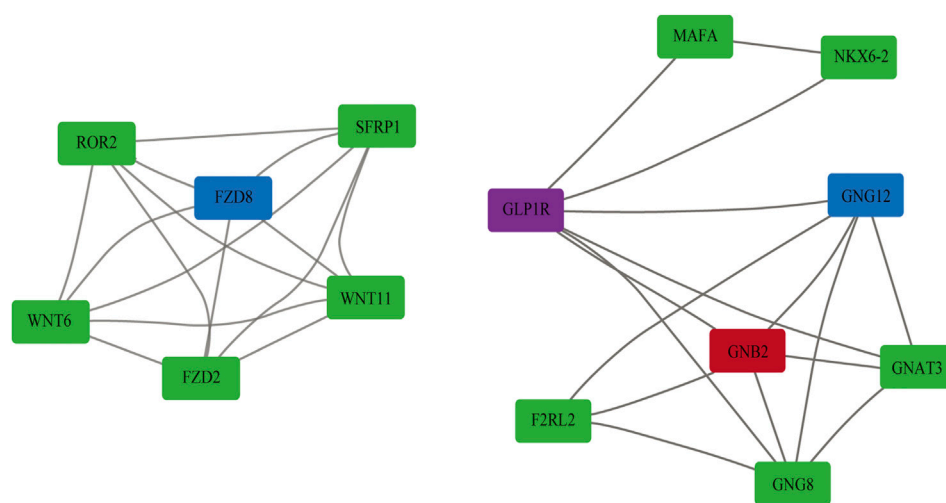 ROR2
SFRP1
FZD8
WNT6
WNT11
FZD2
MAFA
NKX6-2
GLP1R
GNG12
GNB2
GNAT3
F2RL2
GNG8